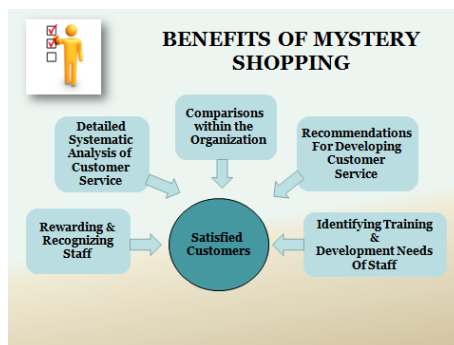 BENEFITS OF MYSTERY
SHOPPING
Comparisons
within the
Organization
Detailed
Systematic
Analysis of
Customer
Service
Recommendations
For Developing
Customer
Service
Rewarding &
Recognizing
Staff
Satisfied
Customers
Identifying Training
&
Development Needs
Of Staff